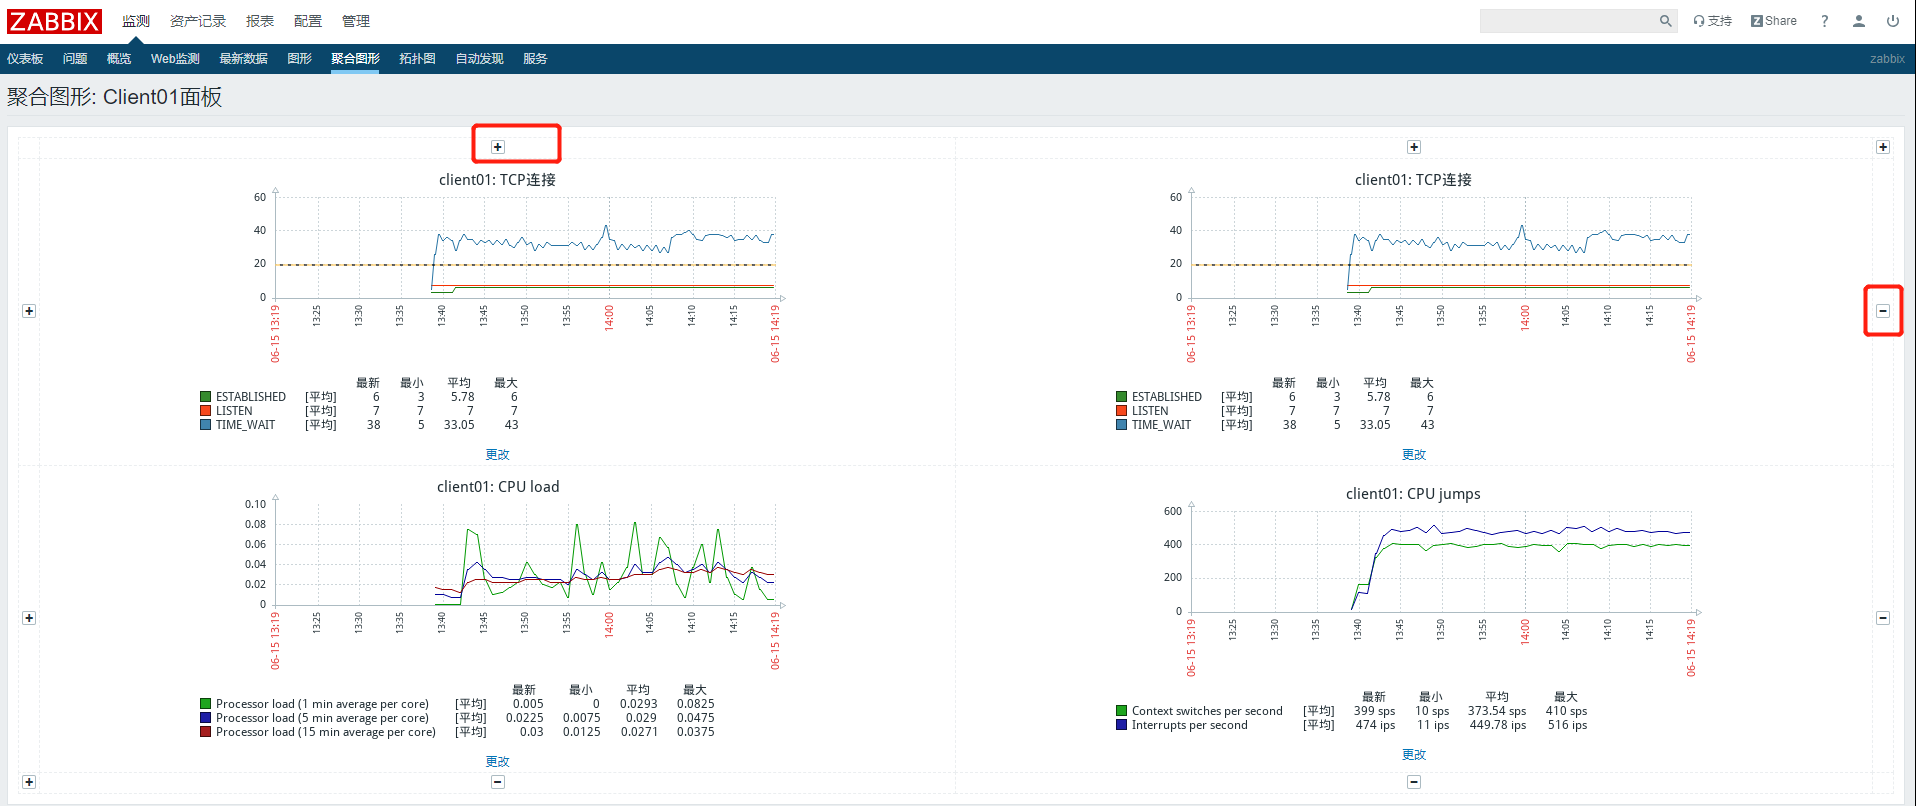 ZABBIX 监测 资产记录 报表 配置 管理 支持 Z Share ?
仪表板 问题 概览 Web监测 最新数据 图形 聚合图形 拓扑图 自动发现 服务 zabbix
聚合图形: Client01面板
+ + +
client01: TCP连接
60
40
20
0
06-15 13:19 13:25 13:30 13:35 13:40 13:45 13:50 13:55 14:00 14:05 14:10 14:15 06-15 14:19
最新 最小 平均 最大
ESTABLISHED [平均] 6 3 5.78 6
LISTEN [平均] 7 7 7 7
TIME_WAIT [平均] 38 5 33.05 43
更改
client01: TCP连接
60
40
20
0
06-15 13:19 13:25 13:30 13:35 13:40 13:45 13:50 13:55 14:00 14:05 14:10 14:15 06-15 14:19
最新 最小 平均 最大
ESTABLISHED [平均] 6 3 5.78 6
LISTEN [平均] 7 7 7 7
TIME_WAIT [平均] 38 5 33.05 43
更改
+ −
client01: CPU load
0.10
0.08
0.06
0.04
0.02
0
06-15 13:19 13:25 13:30 13:35 13:40 13:45 13:50 13:55 14:00 14:05 14:10 14:15 06-15 14:19
最新 最小 平均 最大
Processor load (1 min average per core) [平均] 0.005 0 0.0293 0.0825
Processor load (5 min average per core) [平均] 0.0225 0.0075 0.029 0.0475
Processor load (15 min average per core) [平均] 0.03 0.0125 0.0271 0.0375
更改
client01: CPU jumps
600
400
200
0
06-15 13:19 13:25 13:30 13:35 13:40 13:45 13:50 13:55 14:00 14:05 14:10 14:15 06-15 14:19
最新 最小 平均 最大
Context switches per second [平均] 399 sps 10 sps 373.54 sps 410 sps
Interrupts per second [平均] 474 ips 11 ips 449.78 ips 516 ips
更改
+ −
+ − −